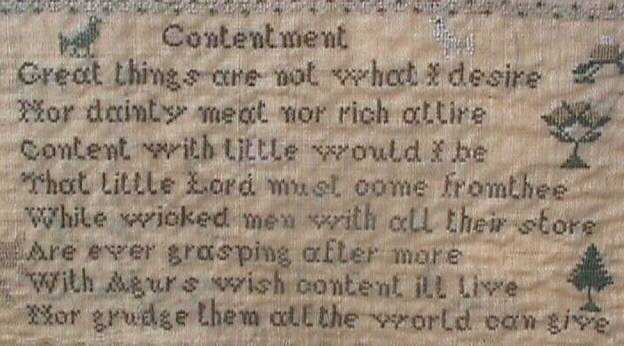 Contentment
Great things are not what I desire
Nor dainty meat nor rich attire
Content with little would I be
That little Lord must come fromthee
While wicked men with all their store
Are ever grasping after more
With Agurs wish content ill live
Nor grudge them all the world can give